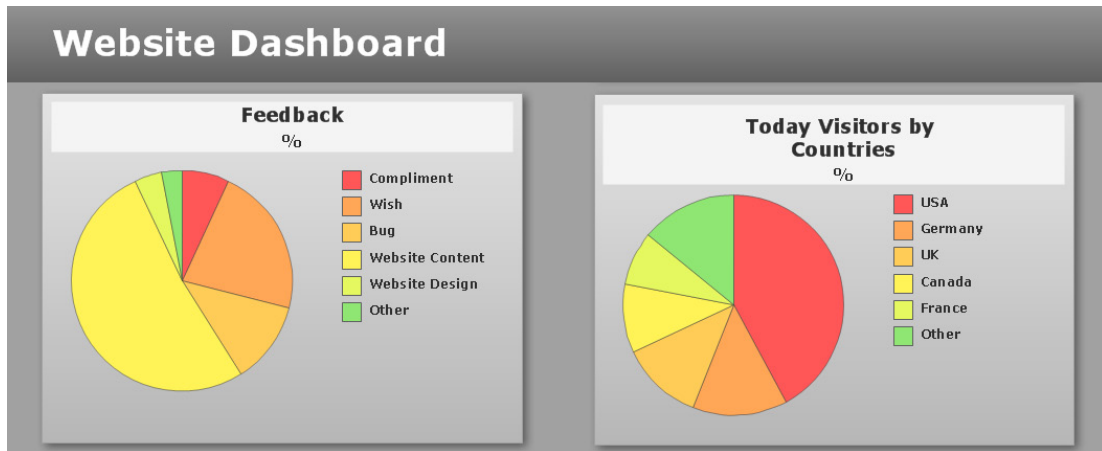 Website Dashboard
Feedback
%
Compliment
Wish
Bug
Website Content
Website Design
Other
Today Visitors by
Countries
%
USA
Germany
UK
Canada
France
Other